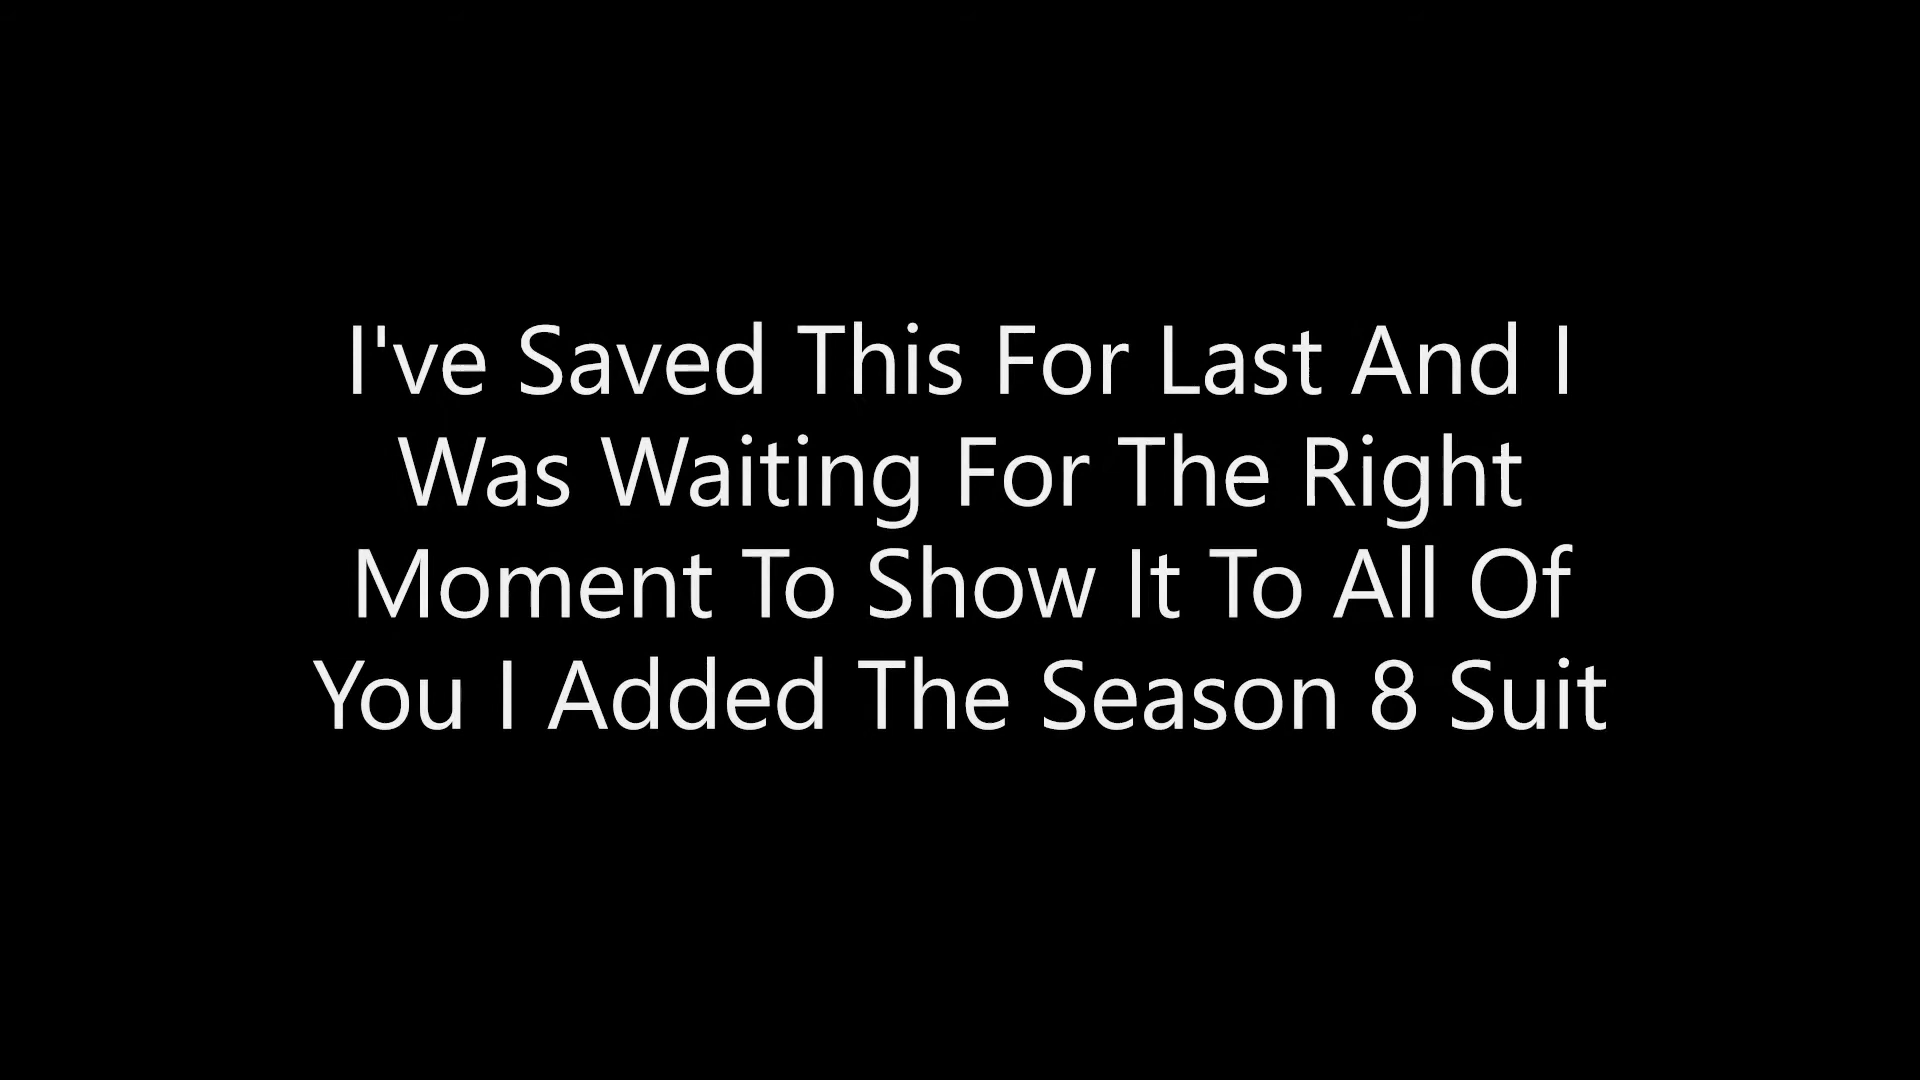 I've Saved This For Last And I
Was Waiting For The Right
Moment To Show It To All Of
You I Added The Season 8 Suit